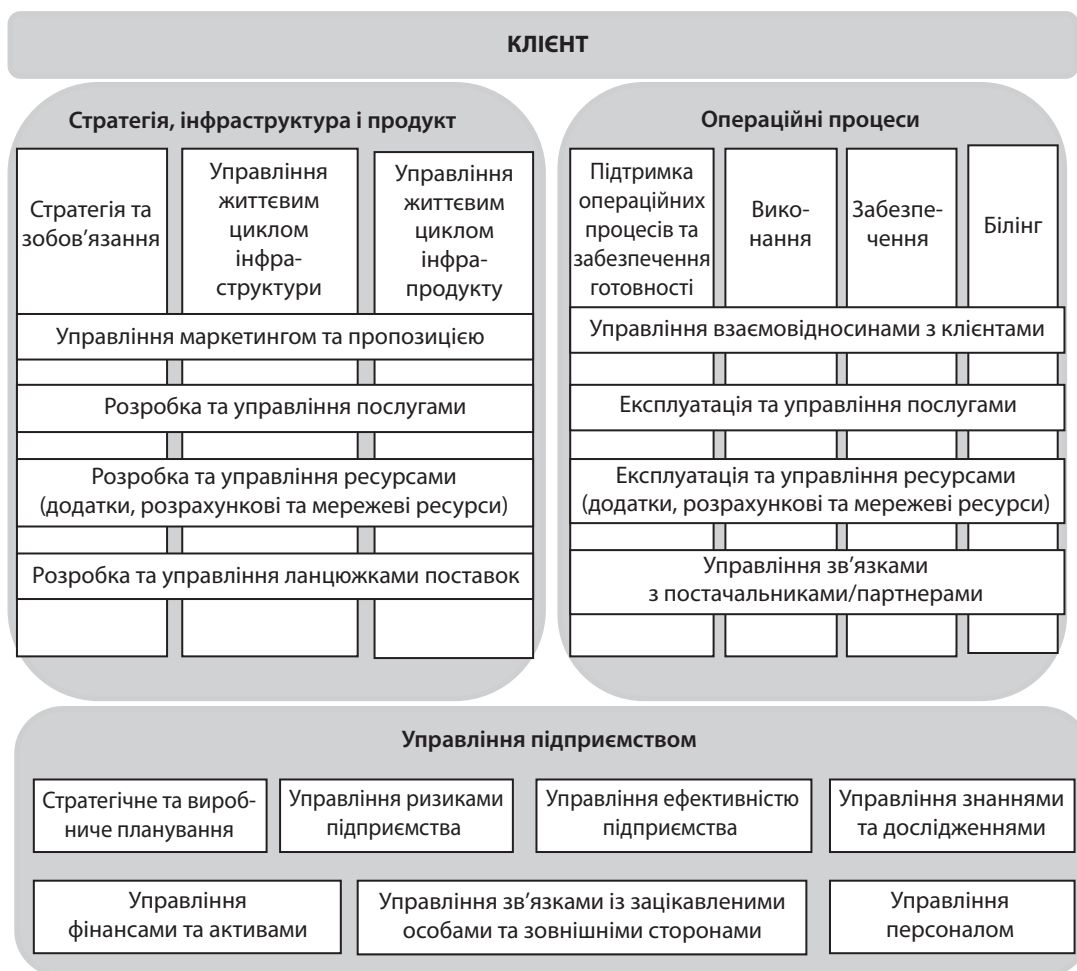 КЛІЄНТ
Стратегія, інфраструктура і продукт
Стратегія та
зобов'язання
Управління
життєвим
циклом
інфра-
структури
Управління
життєвим
циклом
інфра-
продукту
Управління маркетингом та пропозицією
Розробка та управління послугами
Розробка та управління ресурсами
(додатки, розрахункові та мережеві ресурси)
Розробка та управління ланцюжками поставок
Операційні процеси
Підтримка
операційних
процесів та
забезпечення
готовності
Вико-
нання
Забезпе-
чення
Білінг
Управління взаємовідносинами з клієнтами
Експлуатація та управління послугами
Експлуатація та управління ресурсами
(додатки, розрахункові та мережеві ресурси)
Управління зв'язками
з постачальниками/партнерами
Управління підприємством
Стратегічне та вироб-
ниче планування
Управління ризиками
підприємства
Управління ефективністю
підприємства
Управління знаннями
та дослідженнями
Управління
фінансами та активами
Управління зв'язками із зацікавленими
особами та зовнішніми сторонами
Управління
персоналом